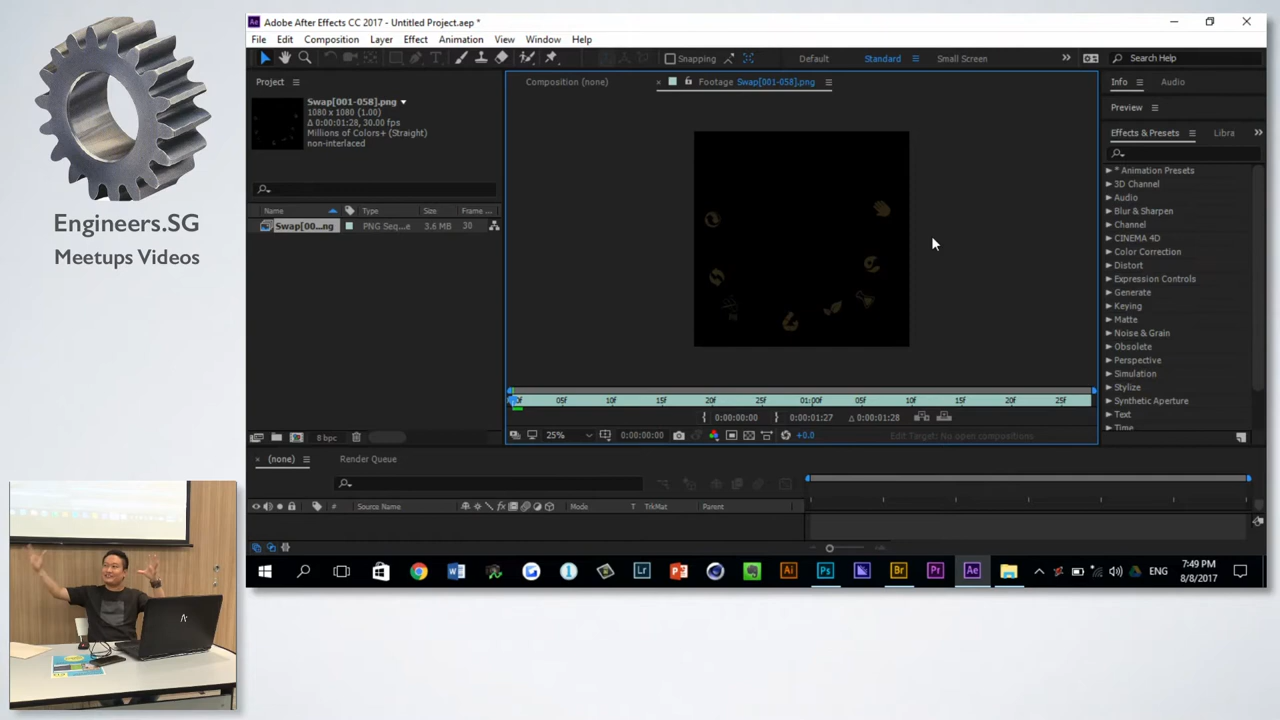 Engineers.SG
Meetups Videos
Ae Adobe After Effects CC 2017 - Untitled Project.aep *
File Edit Composition Layer Effect Animation View Window Help
Snapping Default Standard Small Screen Search Help
Project
Swap[001-058].png
1080 x 1080 (1.00)
Δ 0:00:01:28, 30.00 fps
Millions of Colors+ (Straight)
non-interlaced
Name Type Size Frame ...
Swap[00...ng PNG Seq...e 3.6 MB 30
8 bpc
Composition (none) Footage Swap[001-058].png
05f 10f 15f 20f 25f 01:00f 05f 10f 15f 20f 25f
0:00:00:00 0:00:01:27 Δ 0:00:01:28
25% 0:00:00:00 +0.0 Edit Target: No open compositions
Info Audio
Preview
Effects & Presets Libra
* Animation Presets
3D Channel
Audio
Blur & Sharpen
Channel
CINEMA 4D
Color Correction
Distort
Expression Controls
Generate
Keying
Matte
Noise & Grain
Obsolete
Perspective
Simulation
Stylize
Synthetic Aperture
Text
Time
(none) Render Queue
Source Name Mode T TrkMat Parent
Lr Ai Ps Br Pr Ae ENG
7:49 PM
8/8/2017